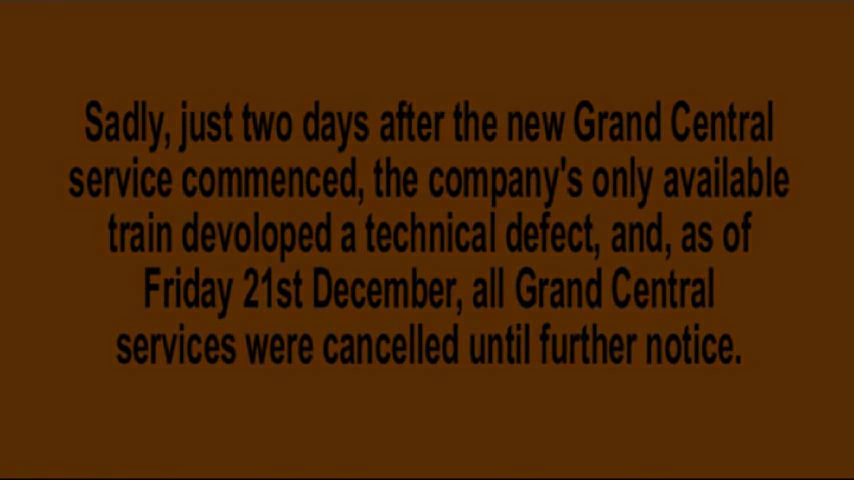 Sadly, just two days after the new Grand Central
service commenced, the company's only available
train devoloped a technical defect, and, as of
Friday 21st December, all Grand Central
services were cancelled until further notice.